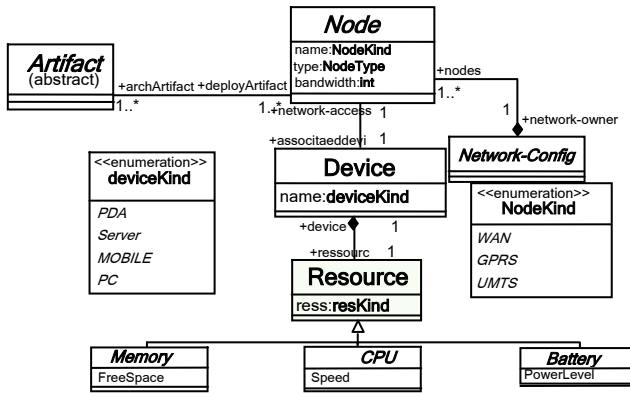 Node
name:NodeKind
type:NodeType
bandwidth:int
Artifact
(abstract)
+archArtifact
+deployArtifact
1..*
1..*
+nodes
1..*
1
+network-owner
+network-access
1
+associtaeddevi
1
Network-Config
Device
name:deviceKind
<<enumeration>>
deviceKind
PDA
Server
MOBILE
PC
<<enumeration>>
NodeKind
WAN
GPRS
UMTS
+device
1
+ressourc
1
Resource
ress:resKind
Memory
FreeSpace
CPU
Speed
Battery
PowerLevel